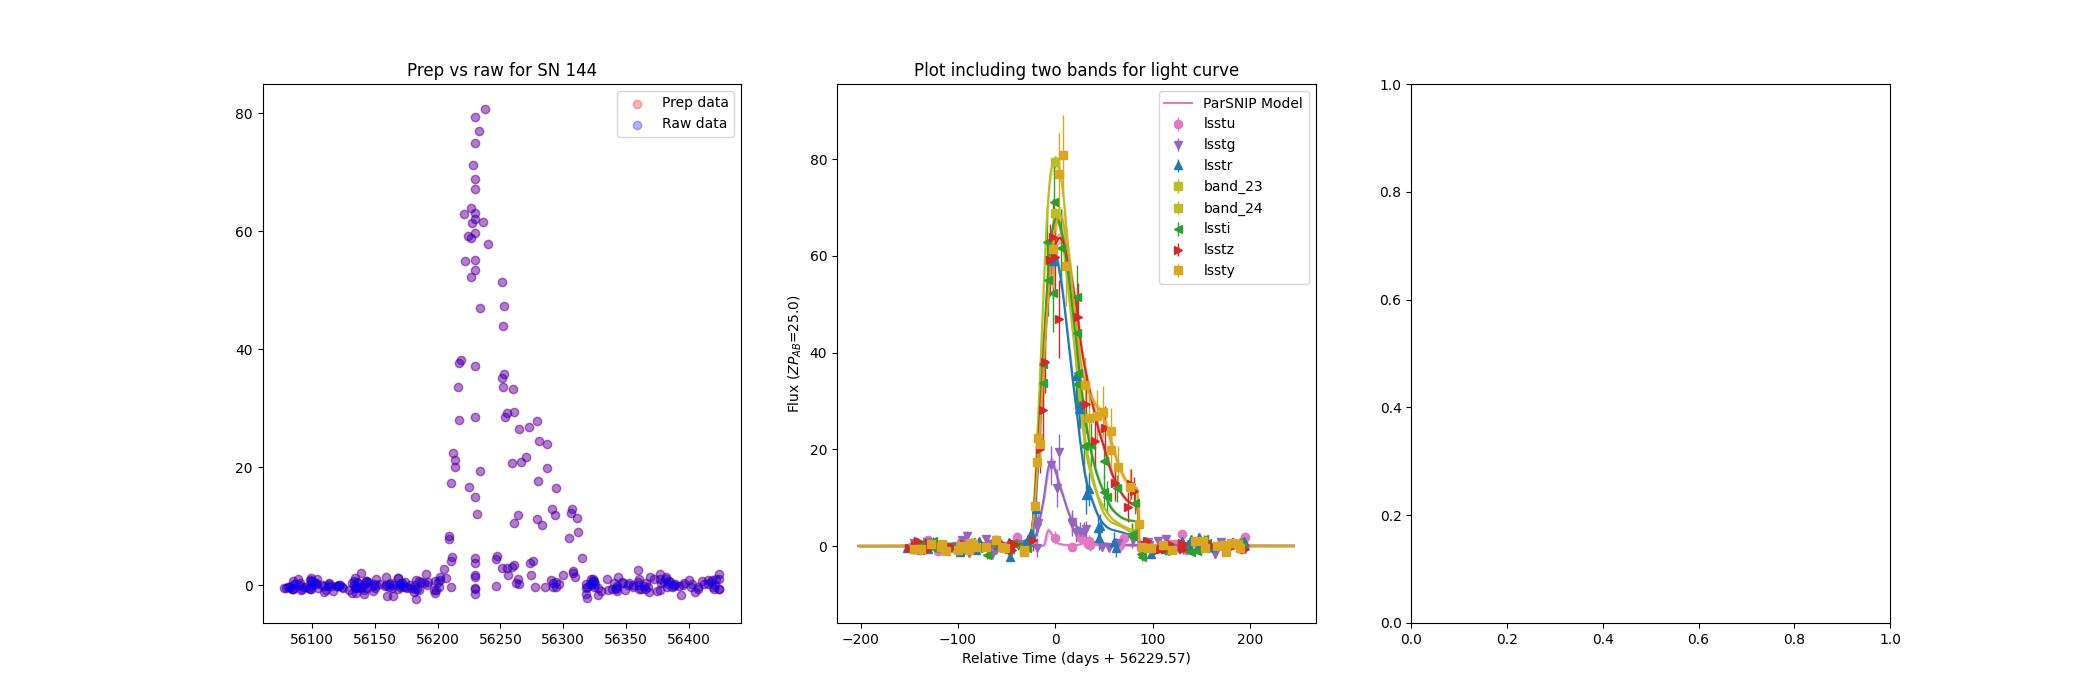 Prep vs raw for SN 144
Prep data
Raw data
80
60
40
20
0
56100 56150 56200 56250 56300 56350 56400
Plot including two bands for light curve
ParSNIP Model
lsstu
lsstg
lsstr
band_23
band_24
lssti
lsstz
lssty
Flux (ZP_{AB}=25.0)
80
60
40
20
0
−200 −100 0 100 200
Relative Time (days + 56229.57)
1.0
0.8
0.6
0.4
0.2
0.0
0.0 0.2 0.4 0.6 0.8 1.0